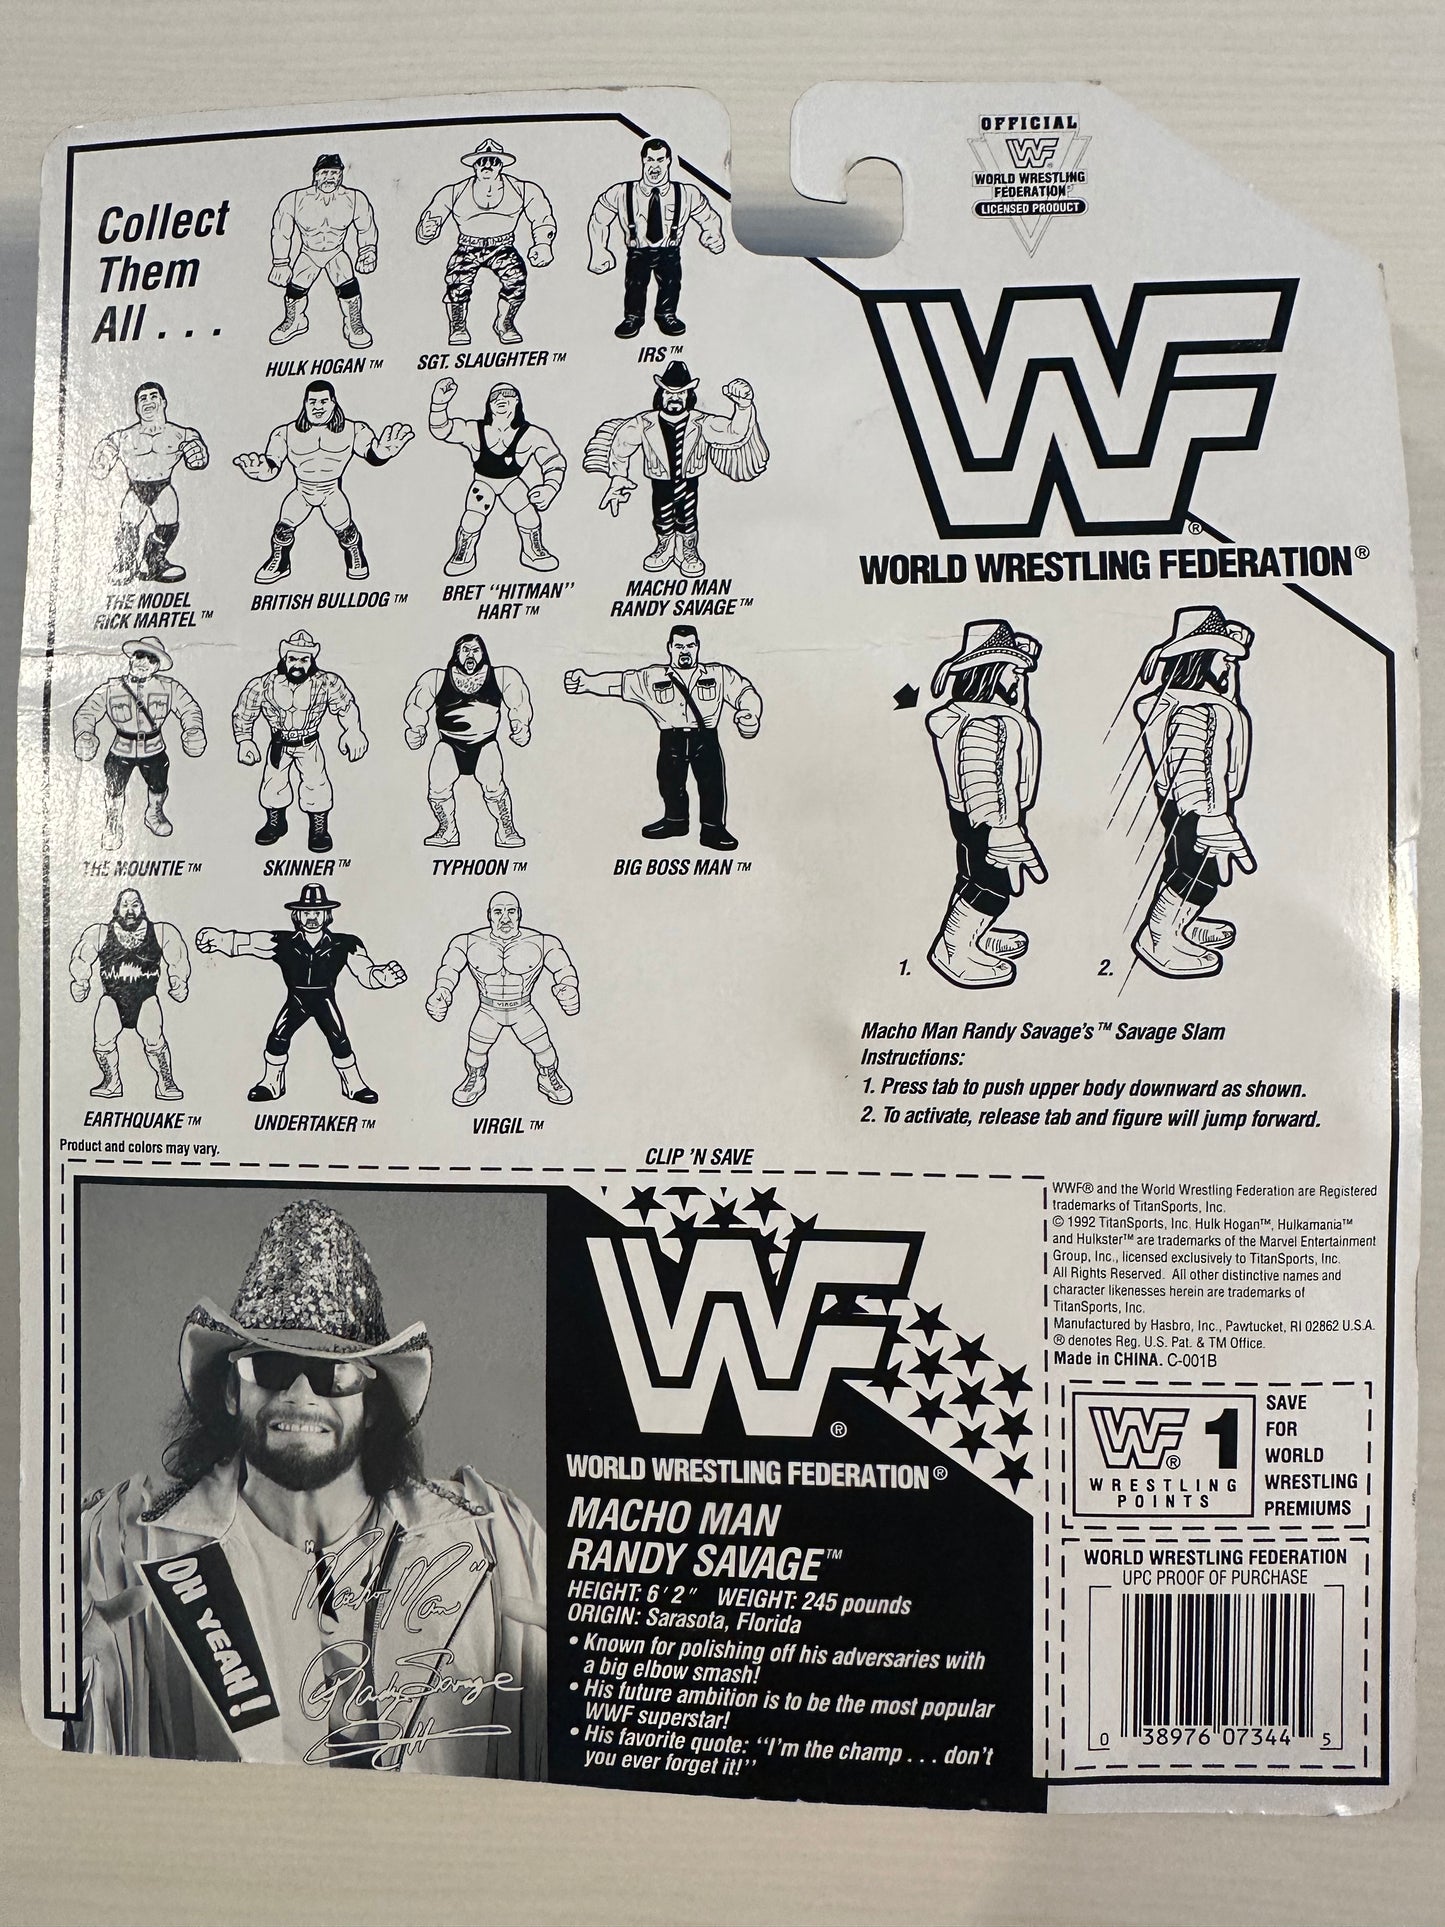 OFFICIAL
WF
WORLD WRESTLING
FEDERATION®
LICENSED PRODUCT
Collect
Them
All . . .
HULK HOGAN™
SGT. SLAUGHTER™
IRS™
THE MODEL
RICK MARTEL™
BRITISH BULLDOG™
BRET "HITMAN"
HART™
MACHO MAN
RANDY SAVAGE™
THE MOUNTIE™
SKINNER™
TYPHOON™
BIG BOSS MAN™
EARTHQUAKE™
UNDERTAKER™
VIRGIL
VIRGIL™
Product and colors may vary.
WF®
WORLD WRESTLING FEDERATION®
1.
2.
Macho Man Randy Savage's™ Savage Slam
Instructions:
1. Press tab to push upper body downward as shown.
2. To activate, release tab and figure will jump forward.
CLIP 'N SAVE
OH YEAH!
"Macho Man"
Randy Savage
WF®
WORLD WRESTLING FEDERATION®
MACHO MAN
RANDY SAVAGE™
HEIGHT: 6' 2" WEIGHT: 245 pounds
ORIGIN: Sarasota, Florida
• Known for polishing off his adversaries with
a big elbow smash!
• His future ambition is to be the most popular
WWF superstar!
• His favorite quote: "I'm the champ . . . don't
you ever forget it!"
WWF® and the World Wrestling Federation are Registered
trademarks of TitanSports, Inc.
© 1992 TitanSports, Inc. Hulk Hogan™, Hulkamania™
and Hulkster™ are trademarks of the Marvel Entertainment
Group, Inc., licensed exclusively to TitanSports, Inc.
All Rights Reserved. All other distinctive names and
character likenesses herein are trademarks of
TitanSports, Inc.
Manufactured by Hasbro, Inc., Pawtucket, RI 02862 U.S.A.
® denotes Reg. U.S. Pat. & TM Office.
Made in CHINA. C-001B
WF® 1
WRESTLING
POINTS
SAVE
FOR
WORLD
WRESTLING
PREMIUMS
WORLD WRESTLING FEDERATION
UPC PROOF OF PURCHASE
0 38976 07344 5